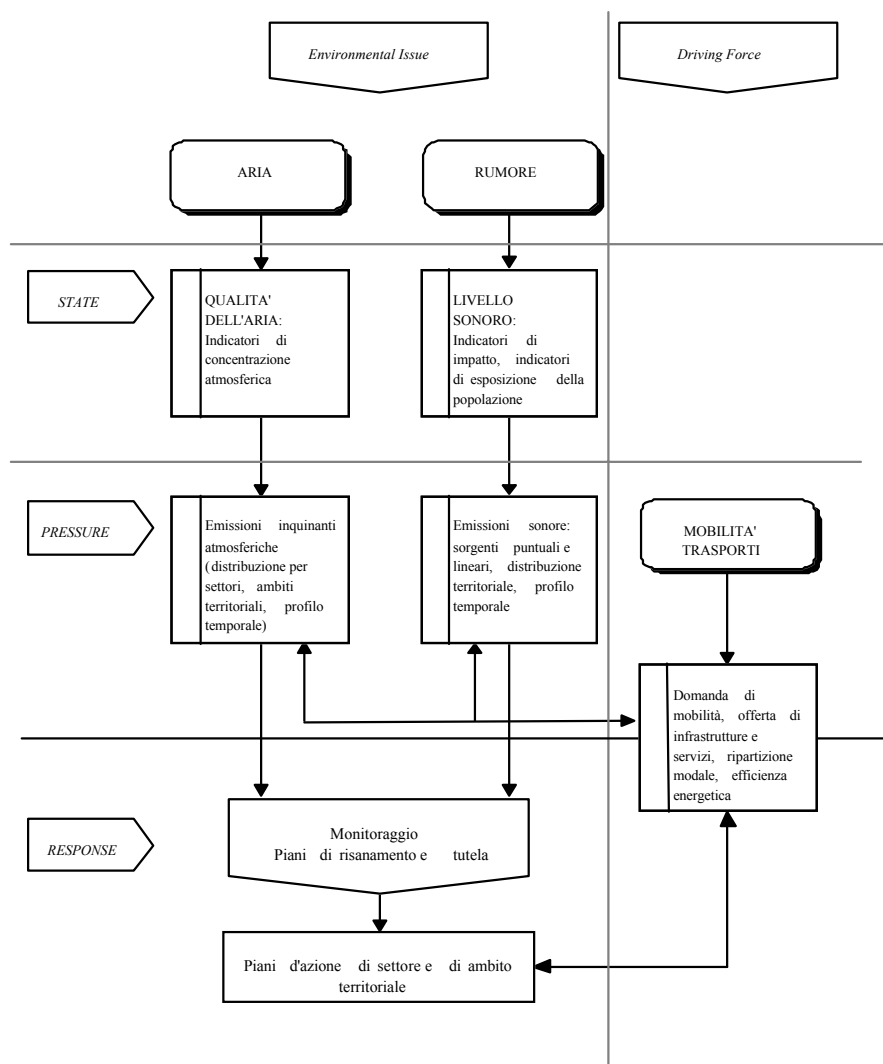 Environmental Issue
Driving Force
ARIA
RUMORE
STATE
QUALITA'
DELL'ARIA:
Indicatori di
concentrazione
atmosferica
LIVELLO
SONORO:
Indicatori di
impatto, indicatori
di esposizione della
popolazione
PRESSURE
Emissioni inquinanti
atmosferiche
(distribuzione per
settori, ambiti
territoriali, profilo
temporale)
Emissioni sonore:
sorgenti puntuali e
lineari, distribuzione
territoriale, profilo
temporale
MOBILITA'
TRASPORTI
Domanda di
mobilità, offerta di
infrastrutture e
servizi, ripartizione
modale, efficienza
energetica
RESPONSE
Monitoraggio
Piani di risanamento e tutela
Piani d'azione di settore e di ambito
territoriale